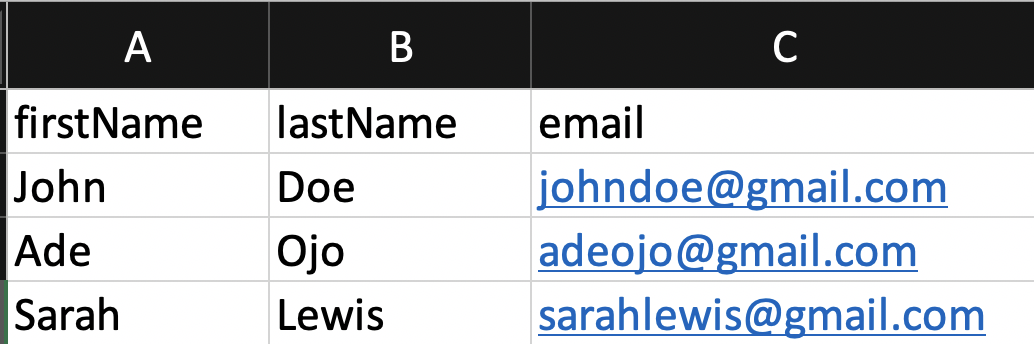 A B C
firstName lastName email
John Doe johndoe@gmail.com
Ade Ojo adeojo@gmail.com
Sarah Lewis sarahlewis@gmail.com